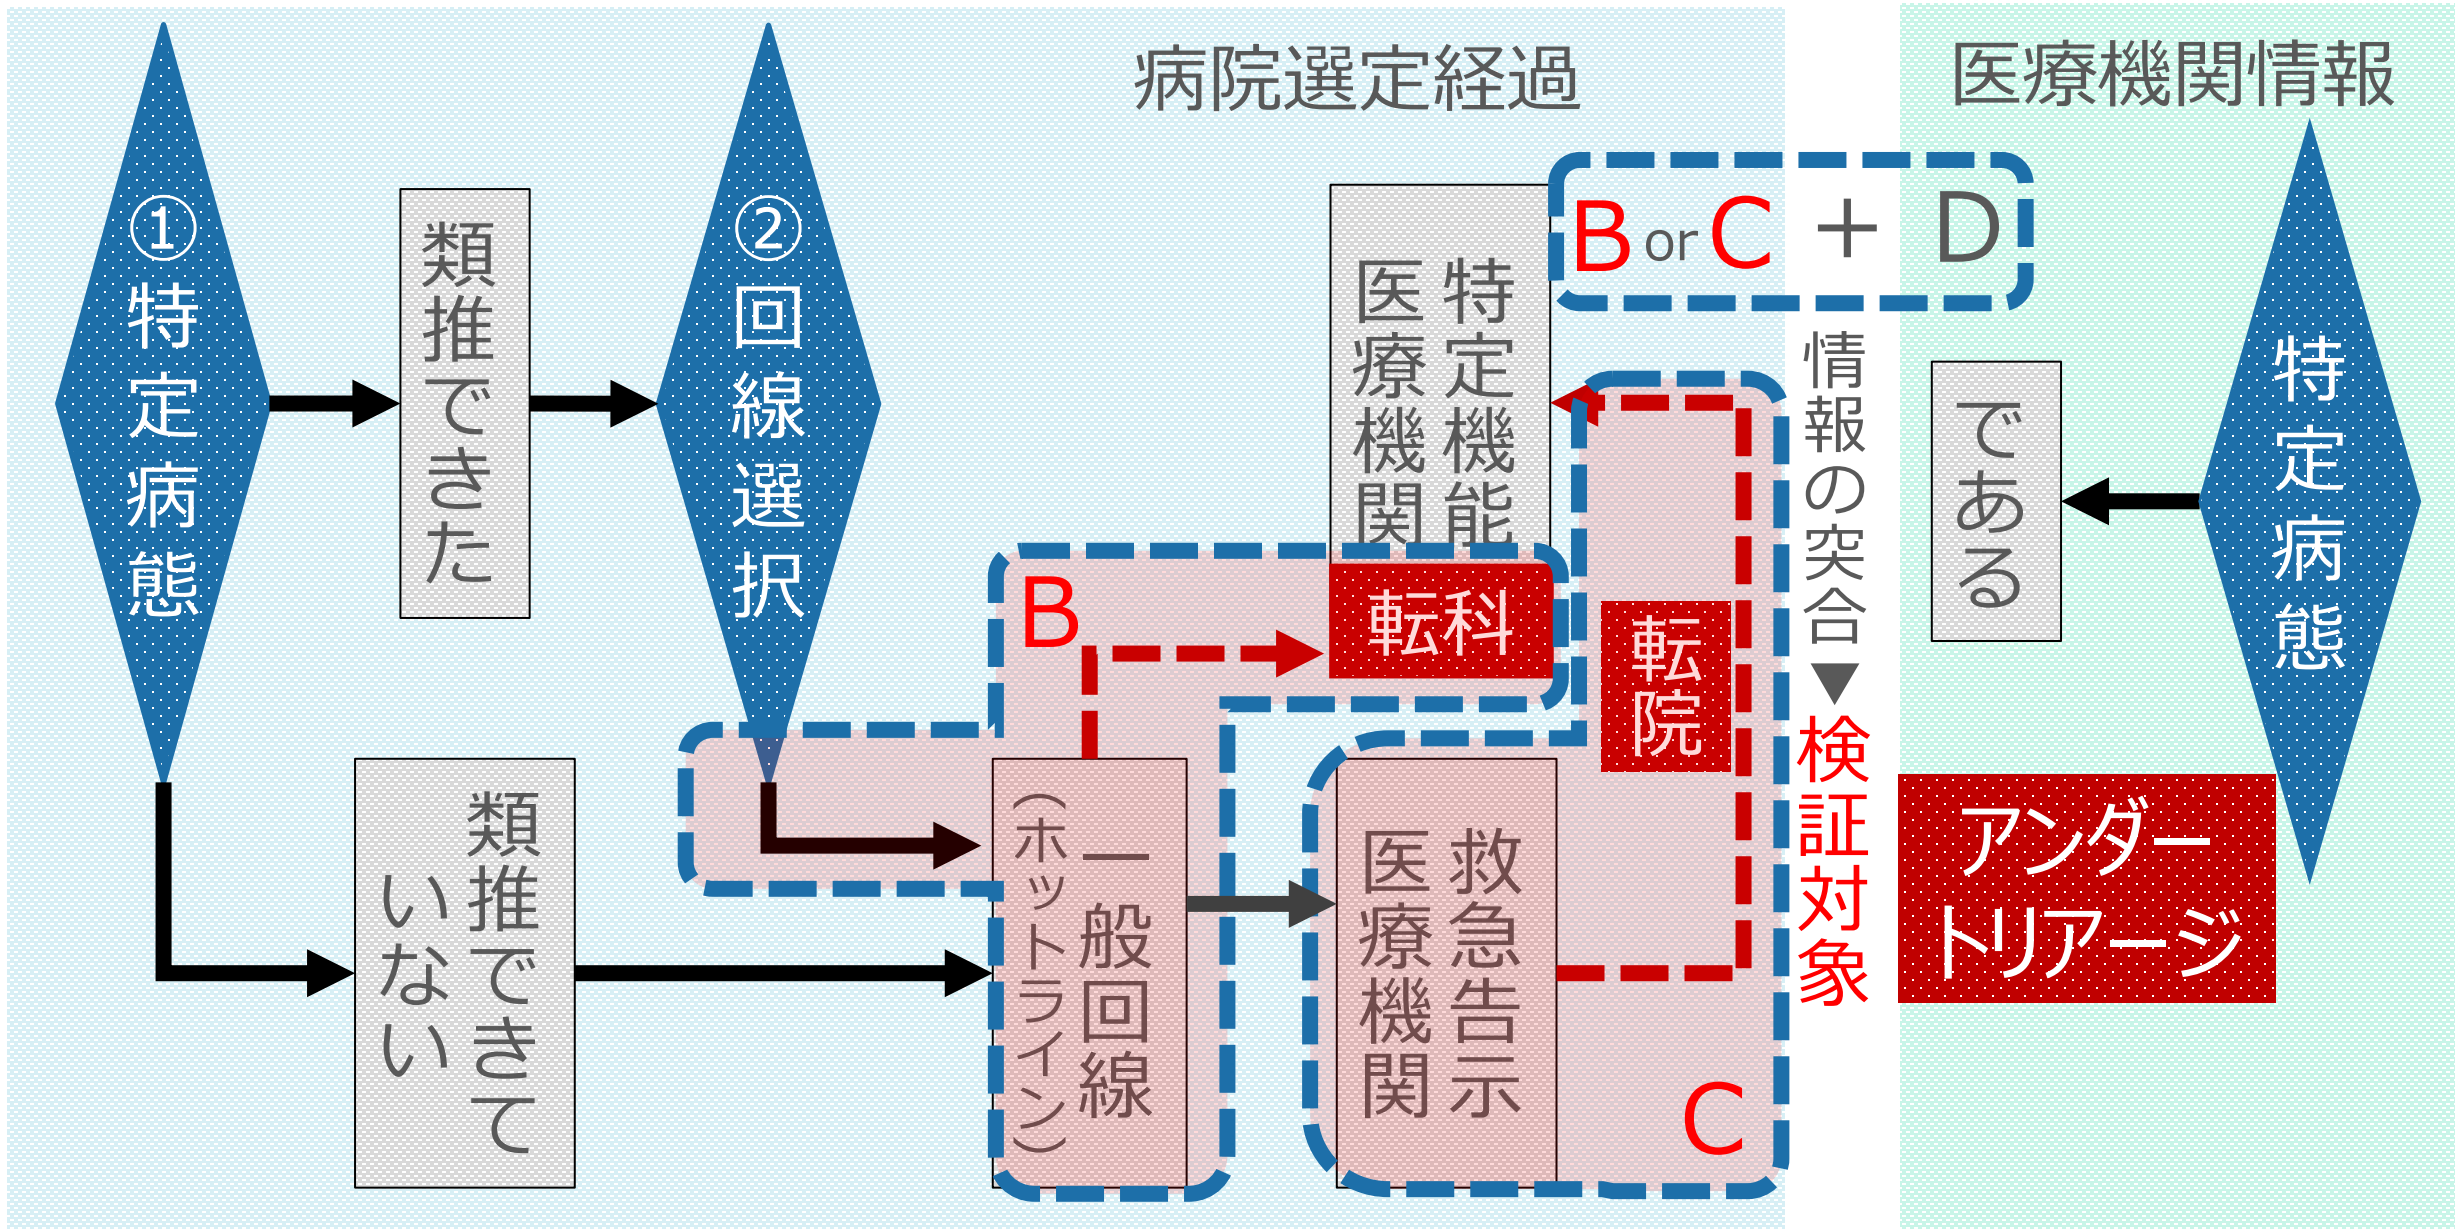 病院選定経過
医療機関情報
①特定病態
類推できた
②回線選択
特定機能
医療機関
B or C + D
情報の突合▼検証対象
である
特定病態
B
転科
転院
類推できて
いない
一般回線
（ホットライン）
救急告示
医療機関
C
アンダー
トリアージ